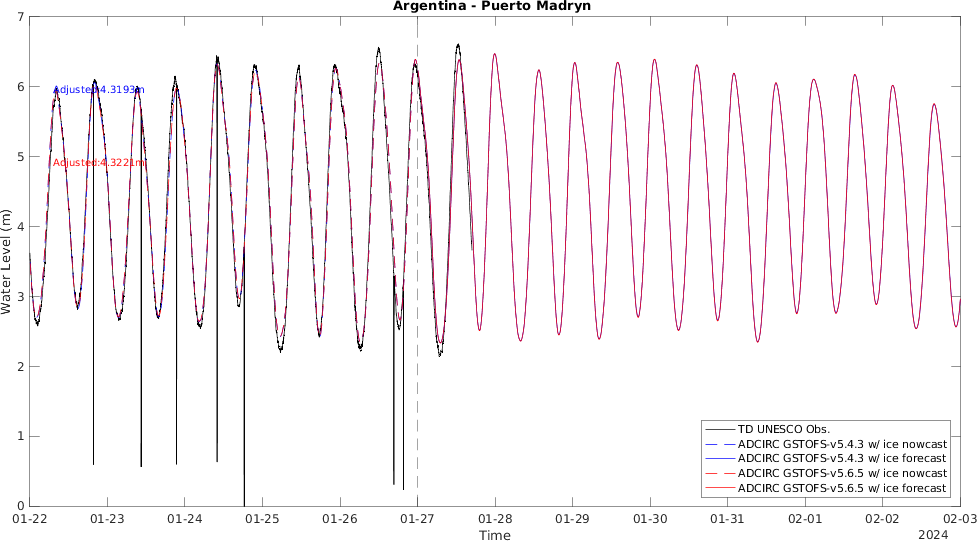 Argentina - Puerto Madryn
7
6
5
4
3
2
1
0
Water Level (m)
Adjusted:4.3193m
Adjusted:4.3221m
TD UNESCO Obs.
ADCIRC GSTOFS-v5.4.3 w/ ice nowcast
ADCIRC GSTOFS-v5.4.3 w/ ice forecast
ADCIRC GSTOFS-v5.6.5 w/ ice nowcast
ADCIRC GSTOFS-v5.6.5 w/ ice forecast
01-22 01-23 01-24 01-25 01-26 01-27 01-28 01-29 01-30 01-31 02-01 02-02 02-03
Time
2024